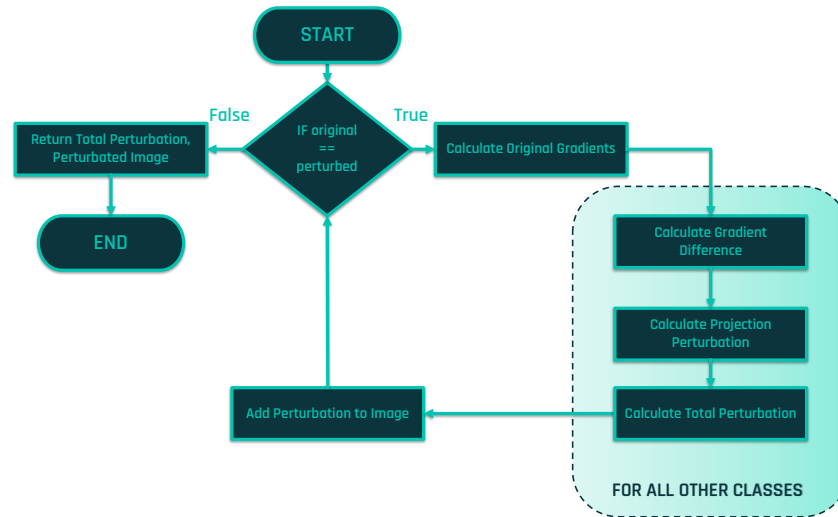 START
False
True
IF original
==
perturbed
Return Total Perturbation,
Perturbated Image
Calculate Original Gradients
END
Calculate Gradient
Difference
Calculate Projection
Perturbation
Add Perturbation to Image
Calculate Total Perturbation
FOR ALL OTHER CLASSES